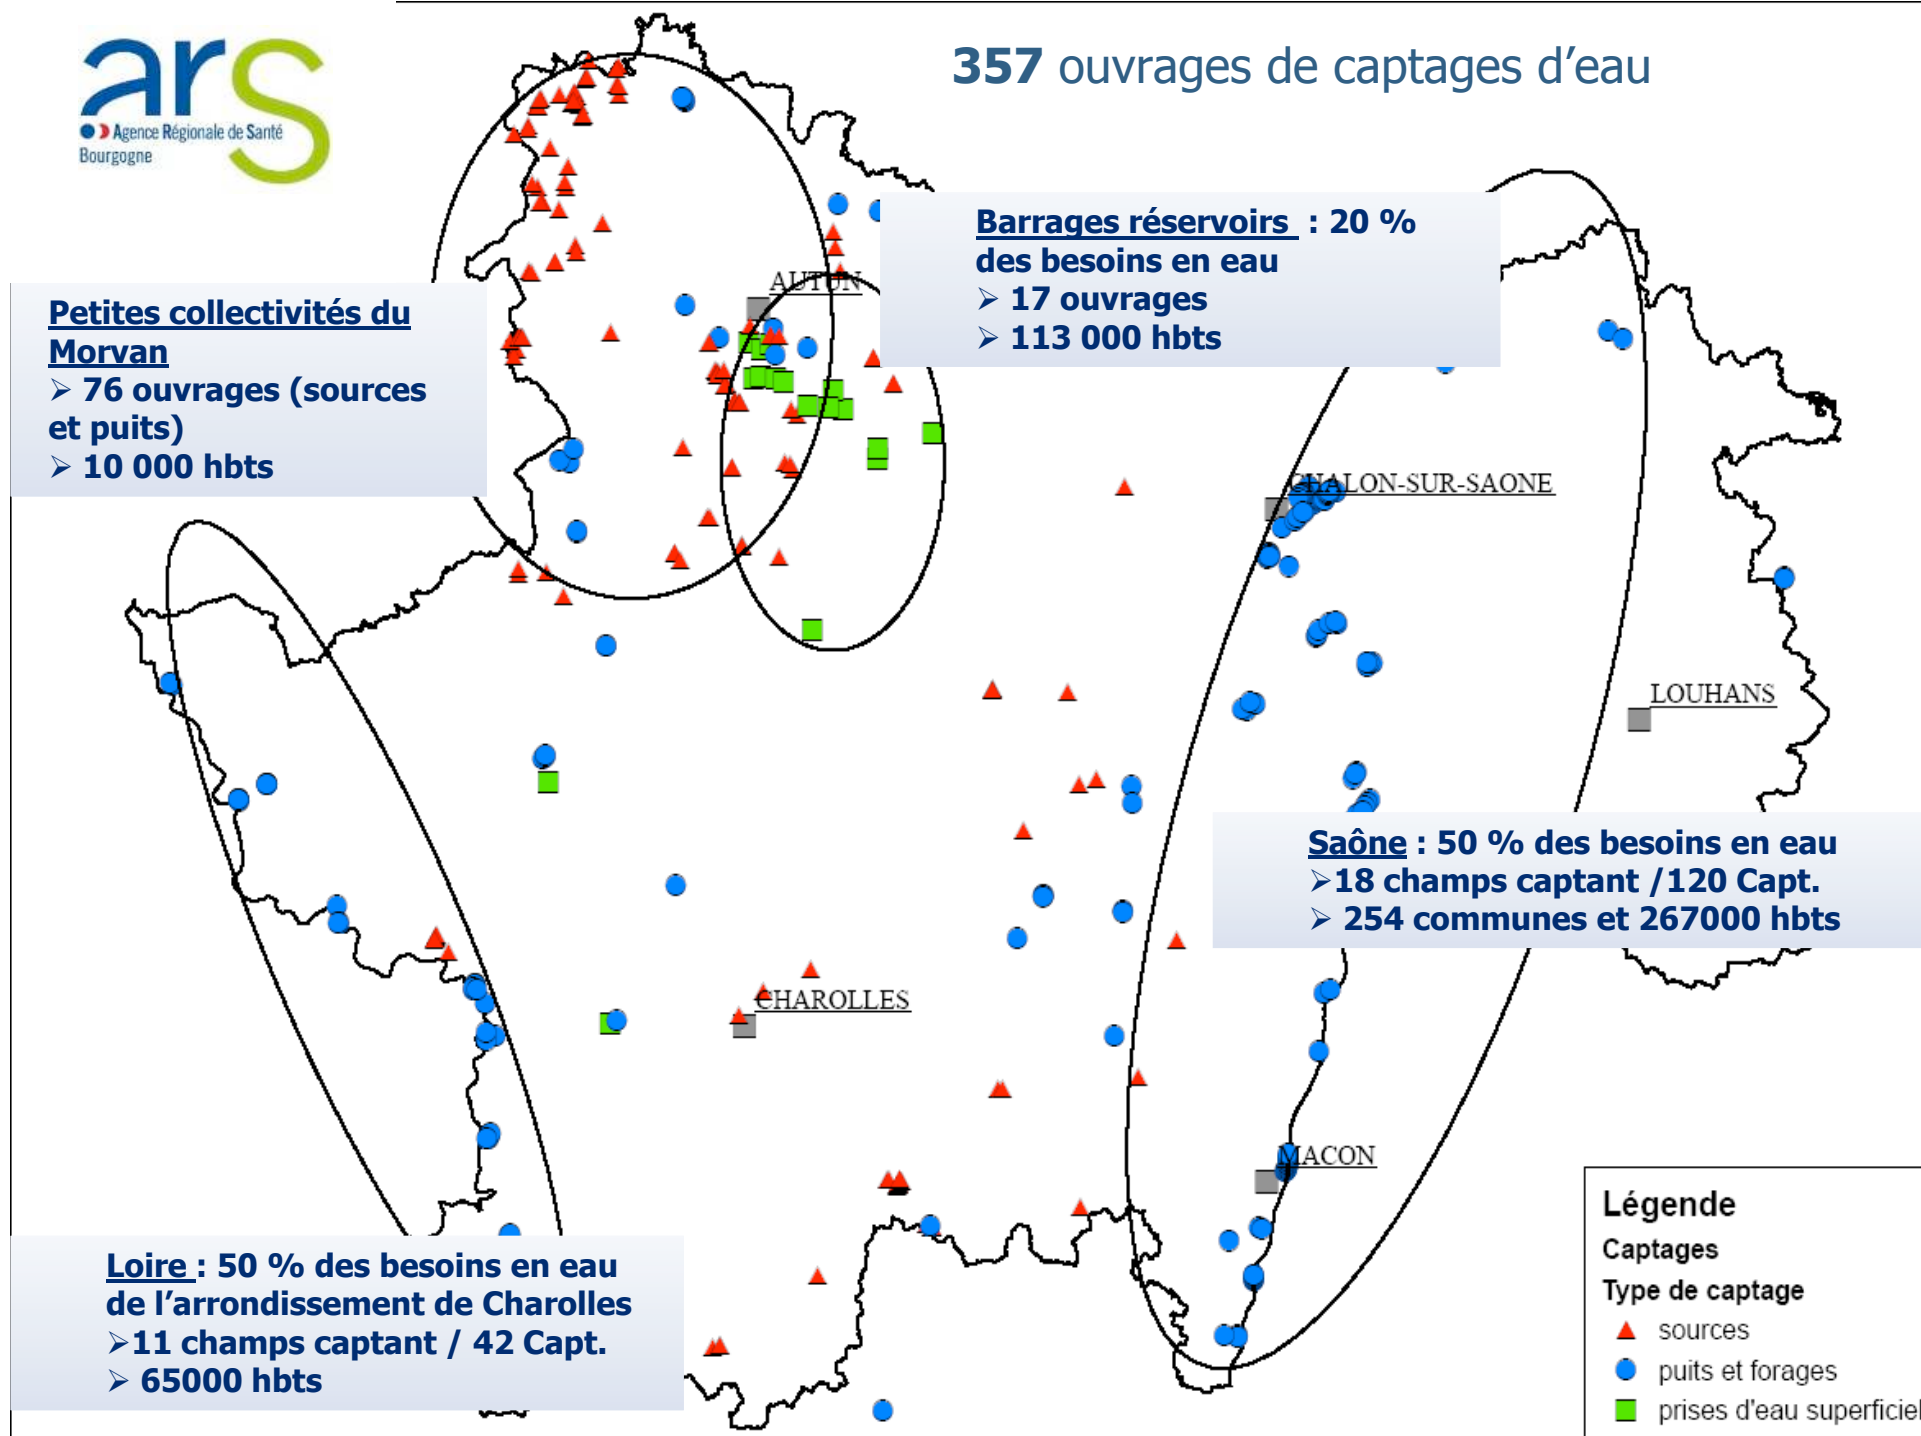 ars
Agence Régionale de Santé
Bourgogne
357 ouvrages de captages d'eau
Barrages réservoirs : 20 %
des besoins en eau
➢ 17 ouvrages
➢ 113 000 hbts
AUTUN
Petites collectivités du
Morvan
➢ 76 ouvrages (sources
et puits)
➢ 10 000 hbts
CHALON-SUR-SAONE
LOUHANS
Saône : 50 % des besoins en eau
➢18 champs captant /120 Capt.
➢ 254 communes et 267000 hbts
CHAROLLES
MACON
Loire : 50 % des besoins en eau
de l'arrondissement de Charolles
➢11 champs captant / 42 Capt.
➢ 65000 hbts
Légende
Captages
Type de captage
sources
puits et forages
prises d'eau superficiel